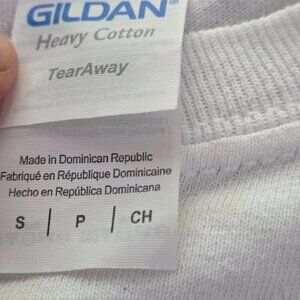 GILDAN®
Heavy Cotton
TearAway
Made in Dominican Republic
Fabriqué en République Dominicaine
Hecho en República Dominicana
S | P | CH